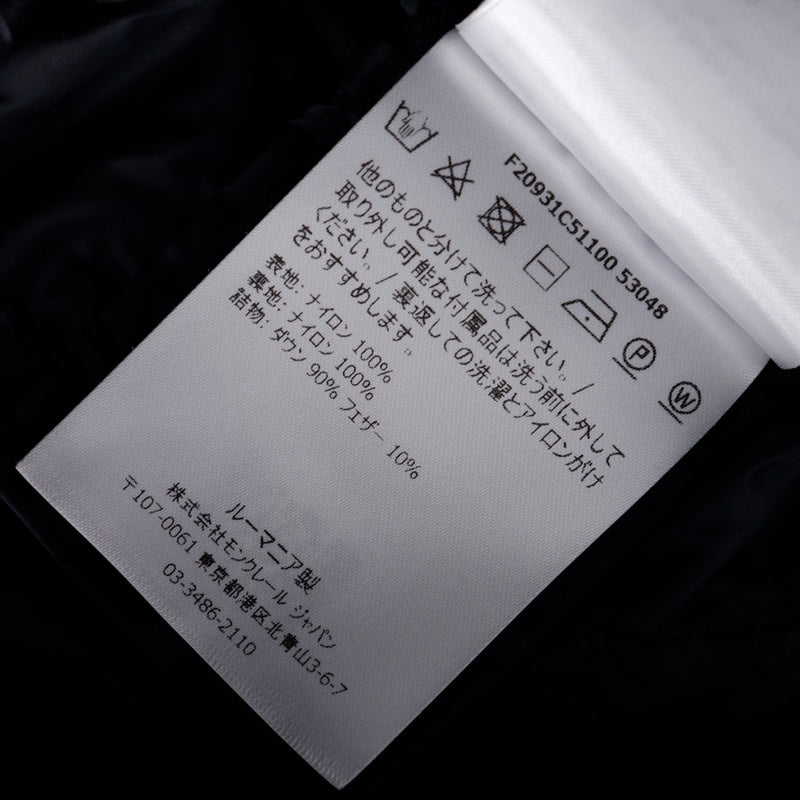 F20931C51100 53048
P
W
他のものと分けて洗って下さい。/
取り外し可能な付属品は洗う前に外して
ください。/ 裏返しての洗濯とアイロンがけ
をおすすめします。
表地: ナイロン 100%
裏地: ナイロン 100%
詰物: ダウン 90% フェザー 10%
ルーマニア製
株式会社モンクレール ジャパン
〒107-0061 東京都港区北青山3-6-7
03-3486-2110